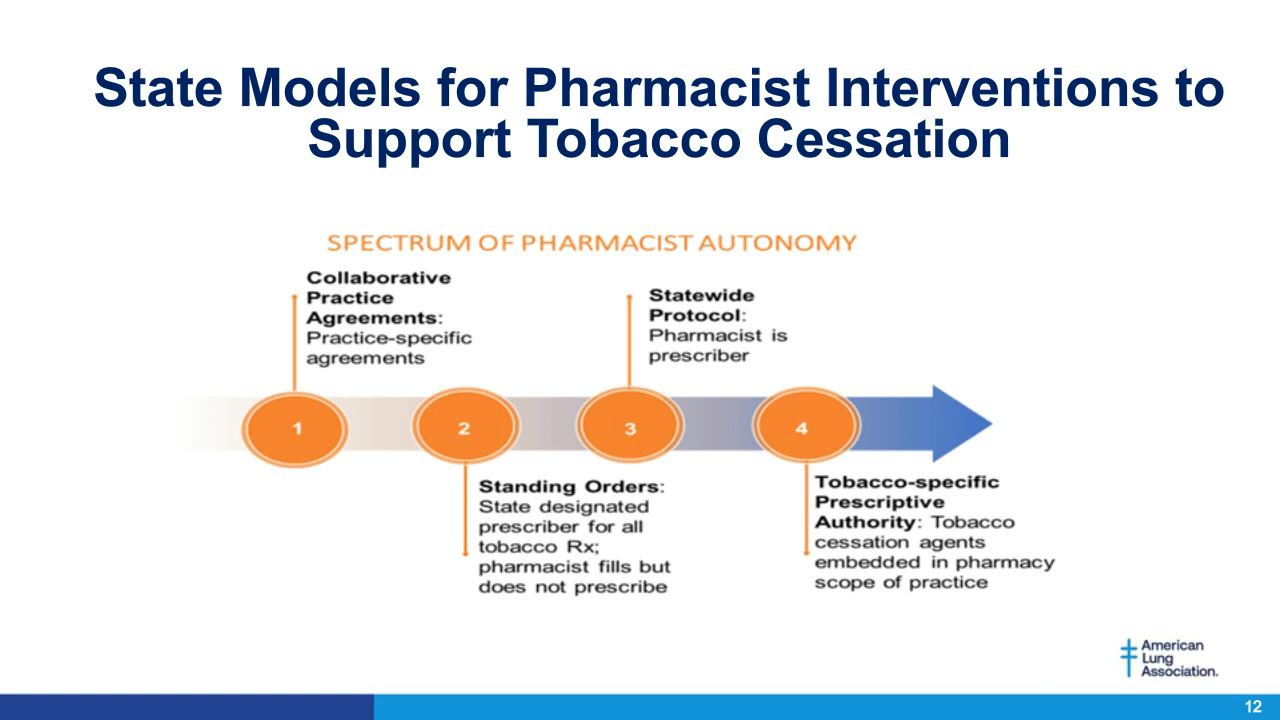 State Models for Pharmacist Interventions to
Support Tobacco Cessation
SPECTRUM OF PHARMACIST AUTONOMY
Collaborative
Practice
Agreements:
Practice-specific
agreements
Statewide
Protocol:
Pharmacist is
prescriber
1
2
3
4
Standing Orders:
State designated
prescriber for all
tobacco Rx;
pharmacist fills but
does not prescribe
Tobacco-specific
Prescriptive
Authority: Tobacco
cessation agents
embedded in pharmacy
scope of practice
American
Lung
Association.
12